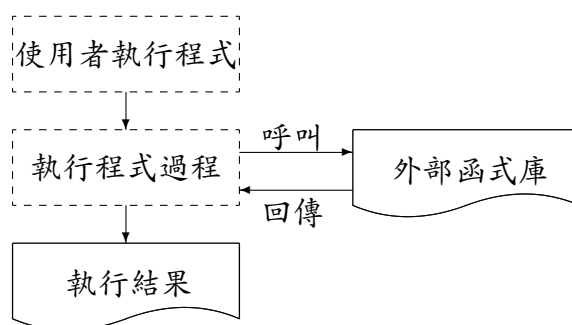 使用者執行程式
呼叫
執行程式過程
外部函式庫
回傳
執行結果